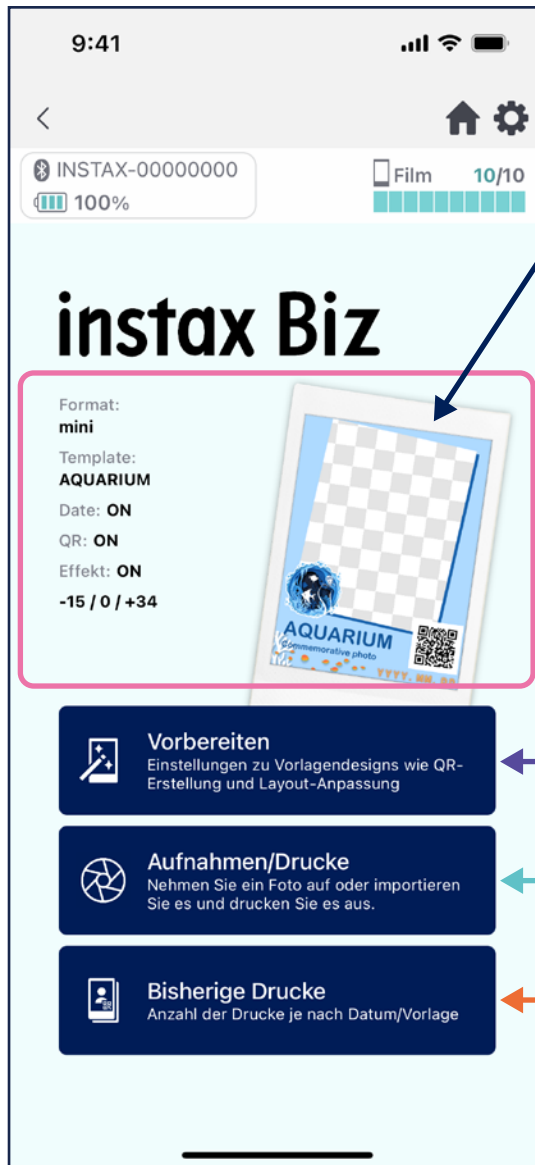 9:41
INSTAX-00000000
100%
Film 10/10
instax Biz
Format:
mini
Template:
AQUARIUM
Date: ON
QR: ON
Effekt: ON
-15 / 0 / +34
AQUARIUM
Commemorative photo
YYYY. MM. DD
Vorbereiten
Einstellungen zu Vorlagendesigns wie QR-
Erstellung und Layout-Anpassung
Aufnahmen/Drucke
Nehmen Sie ein Foto auf oder importieren
Sie es und drucken Sie es aus.
Bisherige Drucke
Anzahl der Drucke je nach Datum/Vorlage